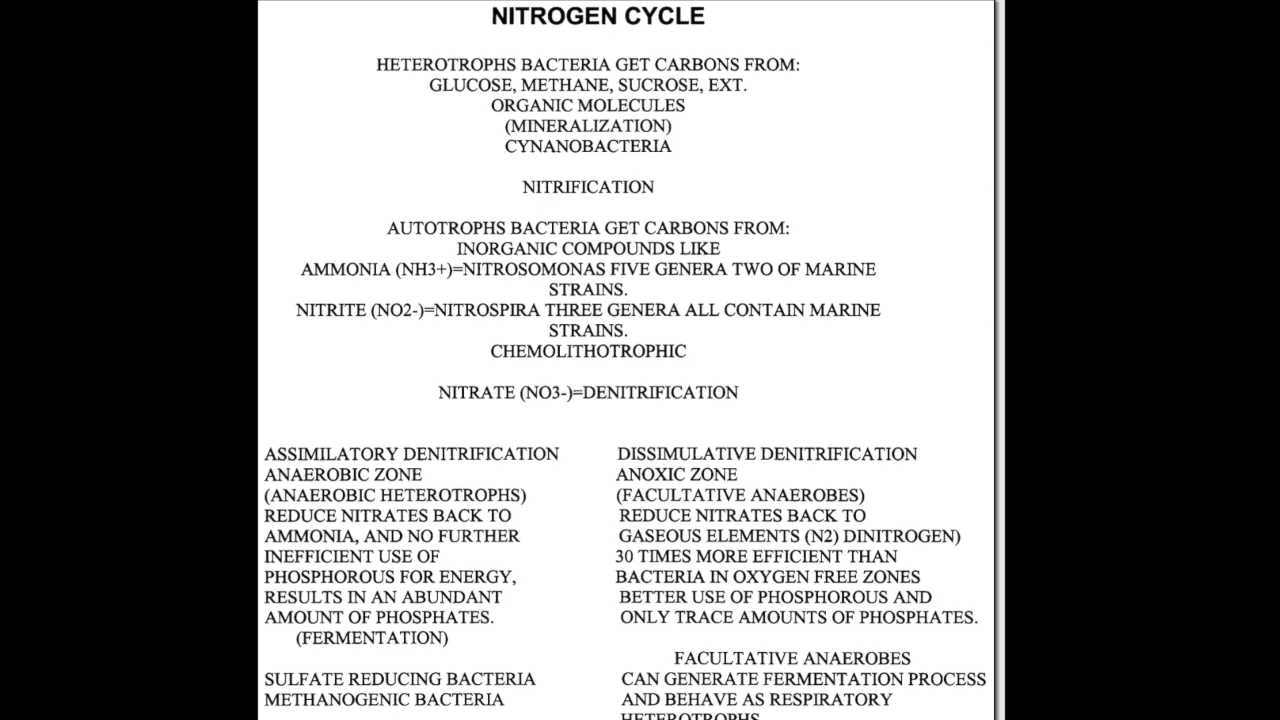 NITROGEN CYCLE
HETEROTROPHS BACTERIA GET CARBONS FROM:
GLUCOSE, METHANE, SUCROSE, EXT.
ORGANIC MOLECULES
(MINERALIZATION)
CYNANOBACTERIA
NITRIFICATION
AUTOTROPHS BACTERIA GET CARBONS FROM:
INORGANIC COMPOUNDS LIKE
AMMONIA (NH3+)=NITROSOMONAS FIVE GENERA TWO OF MARINE
STRAINS.
NITRITE (NO2-)=NITROSPIRA THREE GENERA ALL CONTAIN MARINE
STRAINS.
CHEMOLITHOTROPHIC
NITRATE (NO3-)=DENITRIFICATION
ASSIMILATORY DENITRIFICATION
ANAEROBIC ZONE
(ANAEROBIC HETEROTROPHS)
REDUCE NITRATES BACK TO
AMMONIA, AND NO FURTHER
INEFFICIENT USE OF
PHOSPHOROUS FOR ENERGY,
RESULTS IN AN ABUNDANT
AMOUNT OF PHOSPHATES.
(FERMENTATION)
SULFATE REDUCING BACTERIA
METHANOGENIC BACTERIA
DISSIMULATIVE DENITRIFICATION
ANOXIC ZONE
(FACULTATIVE ANAEROBES)
REDUCE NITRATES BACK TO
GASEOUS ELEMENTS (N2) DINITROGEN)
30 TIMES MORE EFFICIENT THAN
BACTERIA IN OXYGEN FREE ZONES
BETTER USE OF PHOSPHOROUS AND
ONLY TRACE AMOUNTS OF PHOSPHATES.
FACULTATIVE ANAEROBES
CAN GENERATE FERMENTATION PROCESS
AND BEHAVE AS RESPIRATORY
HETEROTROPHS